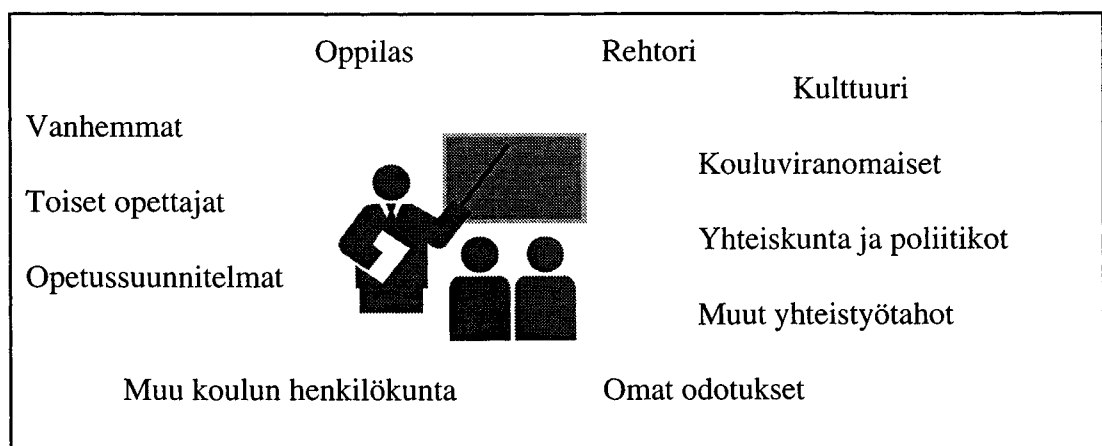 Oppilas
Rehtori
Kulttuuri
Vanhemmat
Kouluviranomaiset
Toiset opettajat
Yhteiskunta ja poliitikot
Opetussuunnitelmat
Muut yhteistyötahot
Muu koulun henkilökunta
Omat odotukset